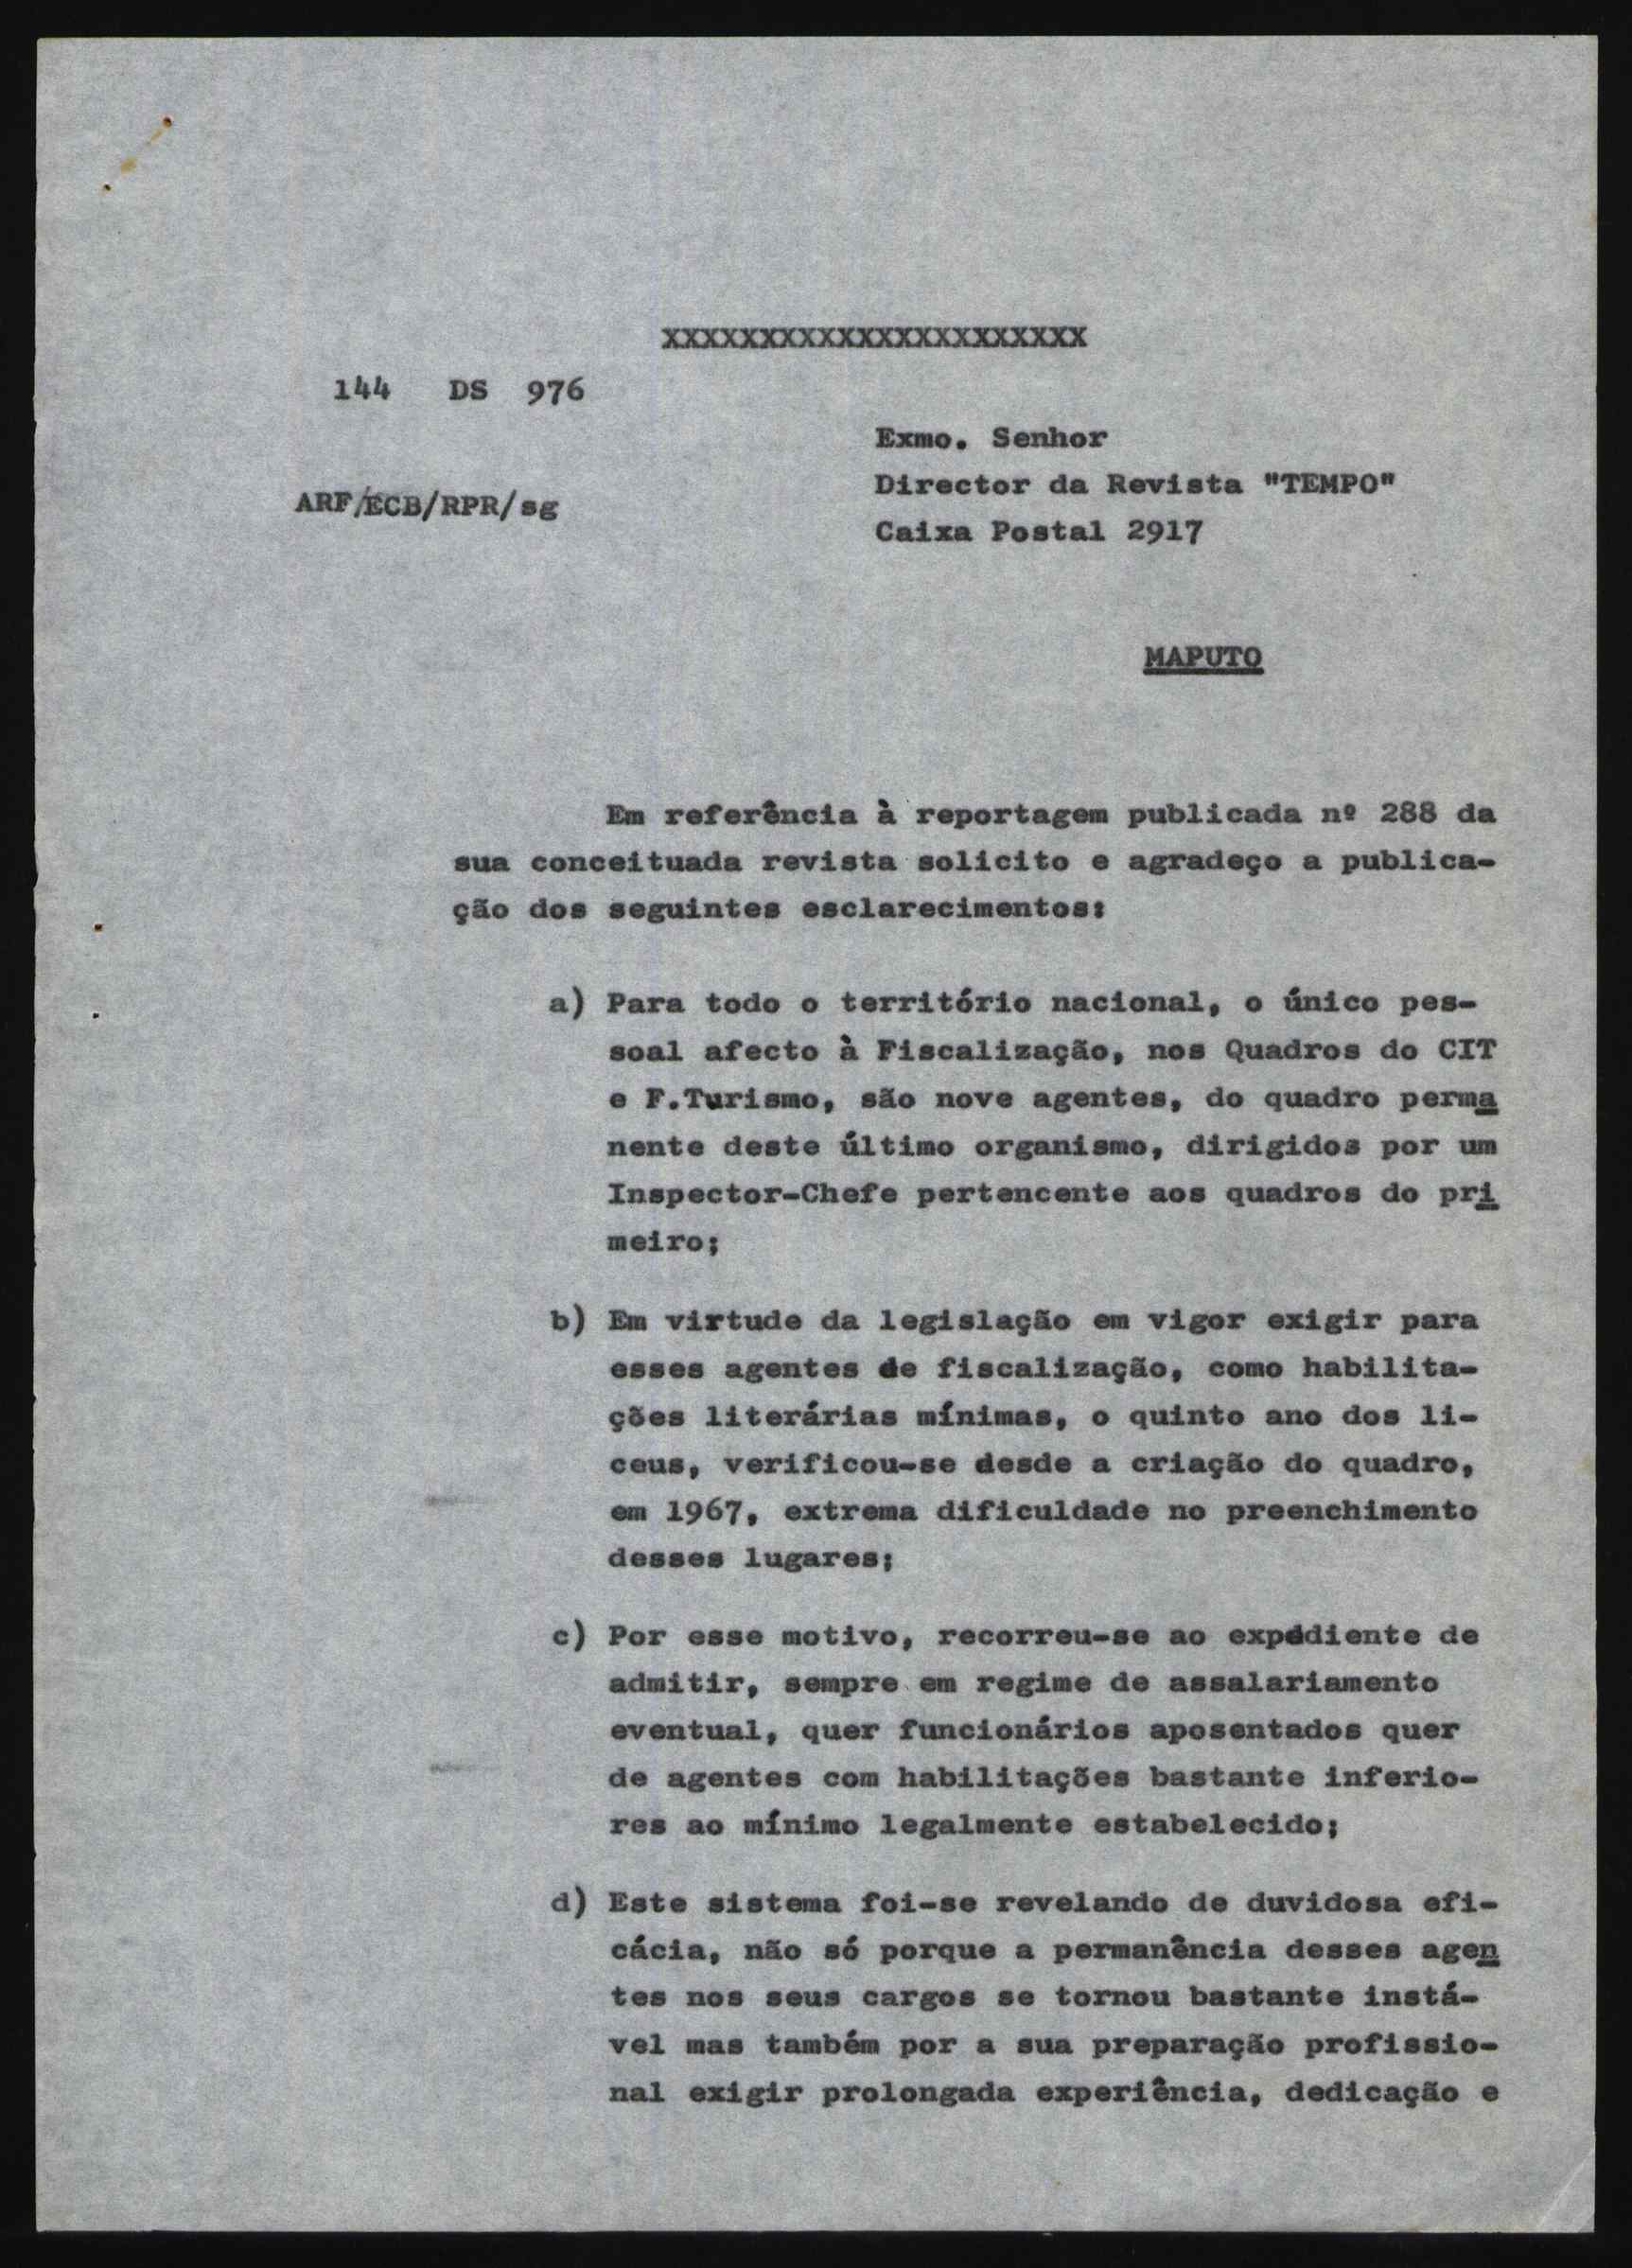 XXXXXXXXXXXXXXXXXXXXXX
144 DS 976
Exmo. Senhor
Director da Revista "TEMPO"
ARF/ECB/RPR/sg
Caixa Postal 2917
MAPUTO
Em referência à reportagem publicada nº 288 da
sua conceituada revista solicito e agradeço a publica-
ção dos seguintes esclarecimentos:
a) Para todo o território nacional, o único pes-
soal afecto à Fiscalização, nos Quadros do CIT
e F.Turismo, são nove agentes, do quadro perma
nente deste último organismo, dirigidos por um
Inspector-Chefe pertencente aos quadros do pri
meiro;
b) Em virtude da legislação em vigor exigir para
esses agentes de fiscalização, como habilita-
ções literárias mínimas, o quinto ano dos li-
ceus, verificou-se desde a criação do quadro,
em 1967, extrema dificuldade no preenchimento
desses lugares;
c) Por esse motivo, recorreu-se ao expediente de
admitir, sempre em regime de assalariamento
eventual, quer funcionários aposentados quer
de agentes com habilitações bastante inferio-
res ao mínimo legalmente estabelecido;
d) Este sistema foi-se revelando de duvidosa efi-
cácia, não só porque a permanência desses agen
tes nos seus cargos se tornou bastante instá-
vel mas também por a sua preparação profissio-
nal exigir prolongada experiência, dedicação e